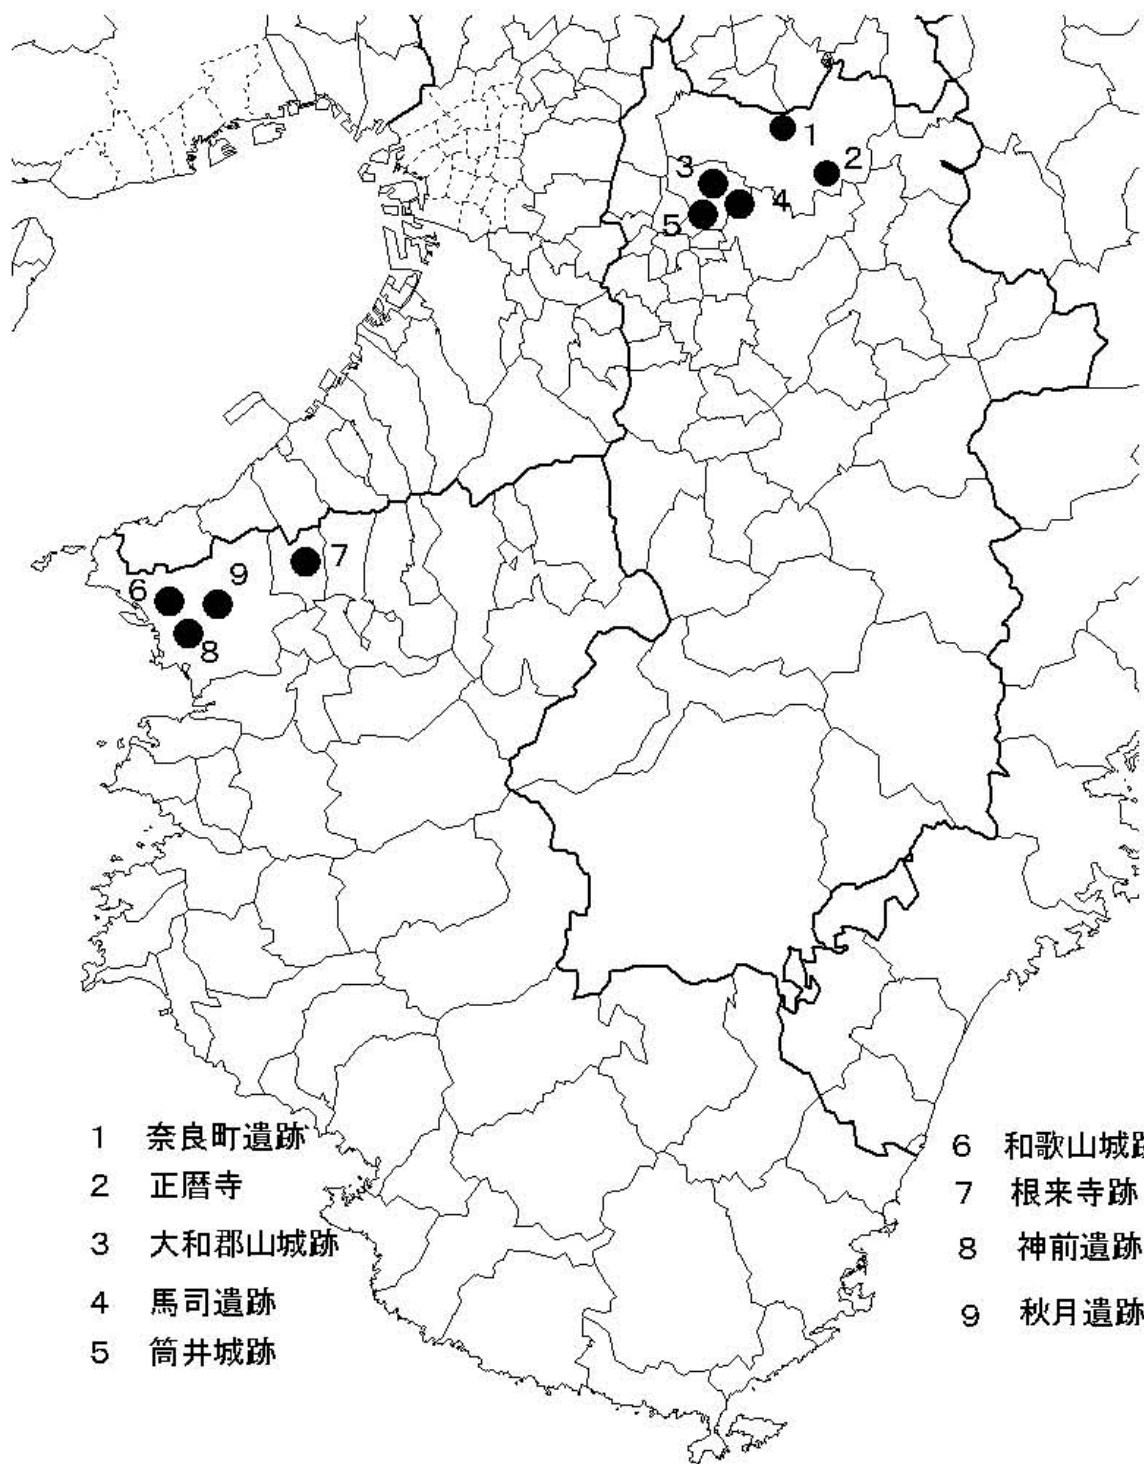 1
2
3
4
5
6
9
7
8
1 奈良町遺跡
2 正暦寺
3 大和郡山城跡
4 馬司遺跡
5 筒井城跡
6 和歌山城跡
7 根来寺跡
8 神前遺跡
9 秋月遺跡